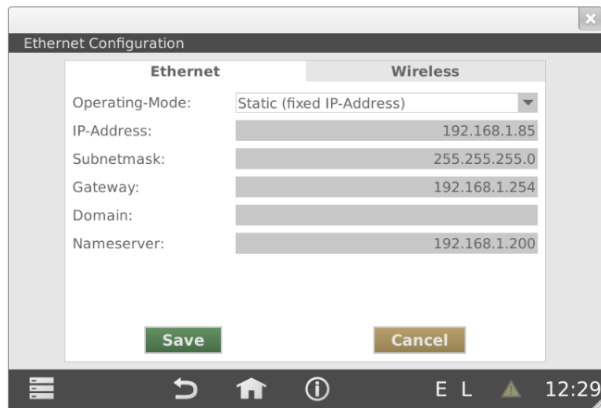 Ethernet Configuration
Ethernet Wireless
Operating-Mode: Static (fixed IP-Address)
IP-Address: 192.168.1.85
Subnetmask: 255.255.255.0
Gateway: 192.168.1.254
Domain:
Nameserver: 192.168.1.200
Save Cancel
E L 12:29